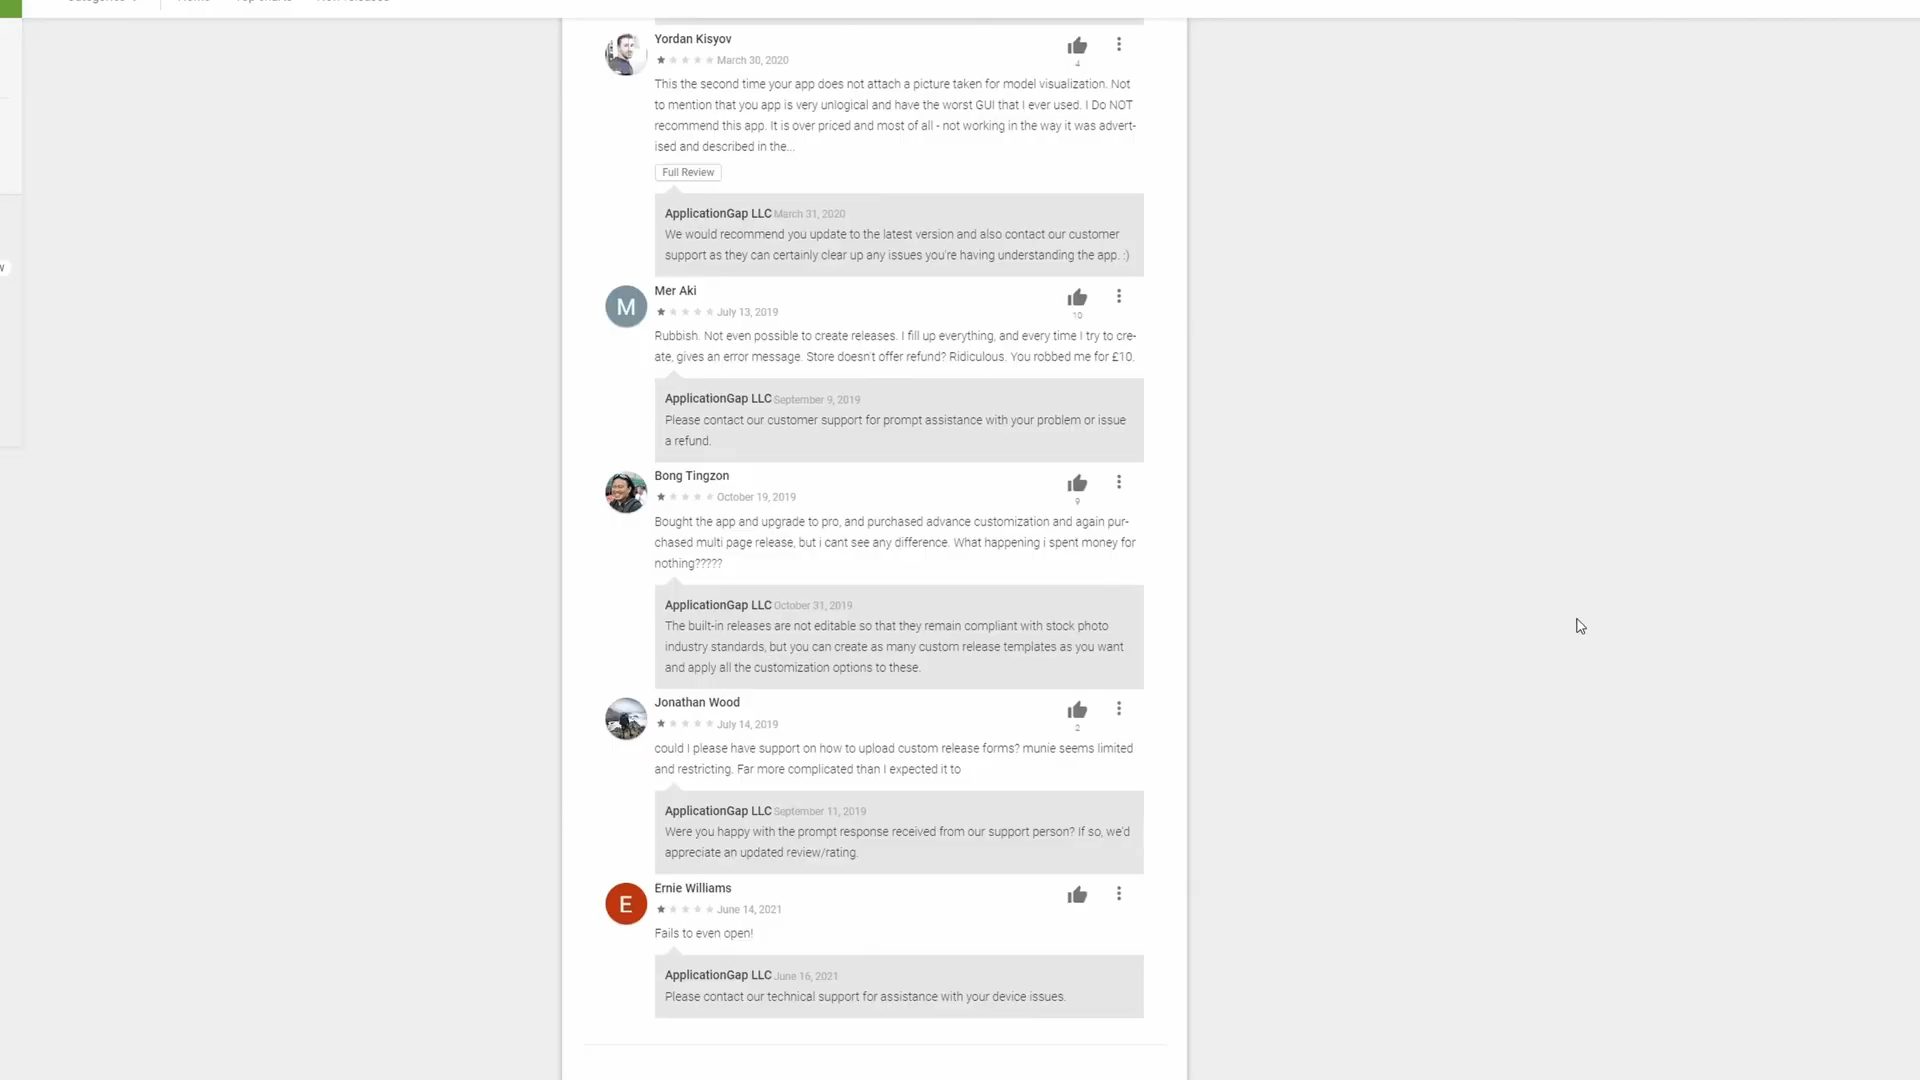 Yordan Kisyov
March 30, 2020
4
This the second time your app does not attach a picture taken for model visualization. Not
to mention that you app is very unlogical and have the worst GUI that I ever used. I Do NOT
recommend this app. It is over priced and most of all - not working in the way it was advert-
ised and described in the...
Full Review
ApplicationGap LLC March 31, 2020
We would recommend you update to the latest version and also contact our customer
support as they can certainly clear up any issues you're having understanding the app. :)
M
Mer Aki
July 13, 2019
10
Rubbish. Not even possible to create releases. I fill up everything, and every time I try to cre-
ate, gives an error message. Store doesn't offer refund? Ridiculous. You robbed me for £10.
ApplicationGap LLC September 9, 2019
Please contact our customer support for prompt assistance with your problem or issue
a refund.
Bong Tingzon
October 19, 2019
9
Bought the app and upgrade to pro, and purchased advance customization and again pur-
chased multi page release, but i cant see any difference. What happening i spent money for
nothing?????
ApplicationGap LLC October 31, 2019
The built-in releases are not editable so that they remain compliant with stock photo
industry standards, but you can create as many custom release templates as you want
and apply all the customization options to these.
Jonathan Wood
July 14, 2019
2
could I please have support on how to upload custom release forms? munie seems limited
and restricting. Far more complicated than I expected it to
ApplicationGap LLC September 11, 2019
Were you happy with the prompt response received from our support person? If so, we'd
appreciate an updated review/rating.
E
Ernie Williams
June 14, 2021
Fails to even open!
ApplicationGap LLC June 16, 2021
Please contact our technical support for assistance with your device issues.